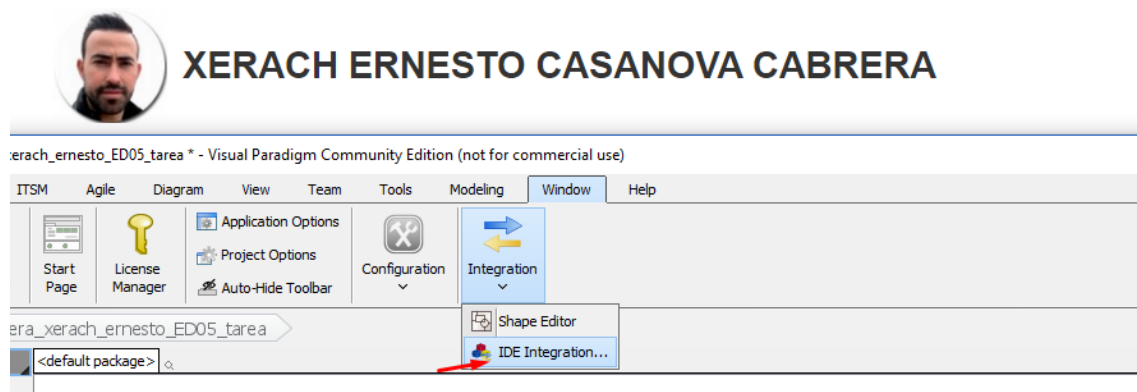 XERACH ERNESTO CASANOVA CABRERA
erach_ernesto_ED05_tarea * - Visual Paradigm Community Edition (not for commercial use)
ITSM Agile Diagram View Team Tools Modeling Window Help
Application Options
Project Options
Auto-Hide Toolbar
Start Page
License Manager
Configuration
Integration
Shape Editor
IDE Integration...
era_xerach_ernesto_ED05_tarea
<default package>